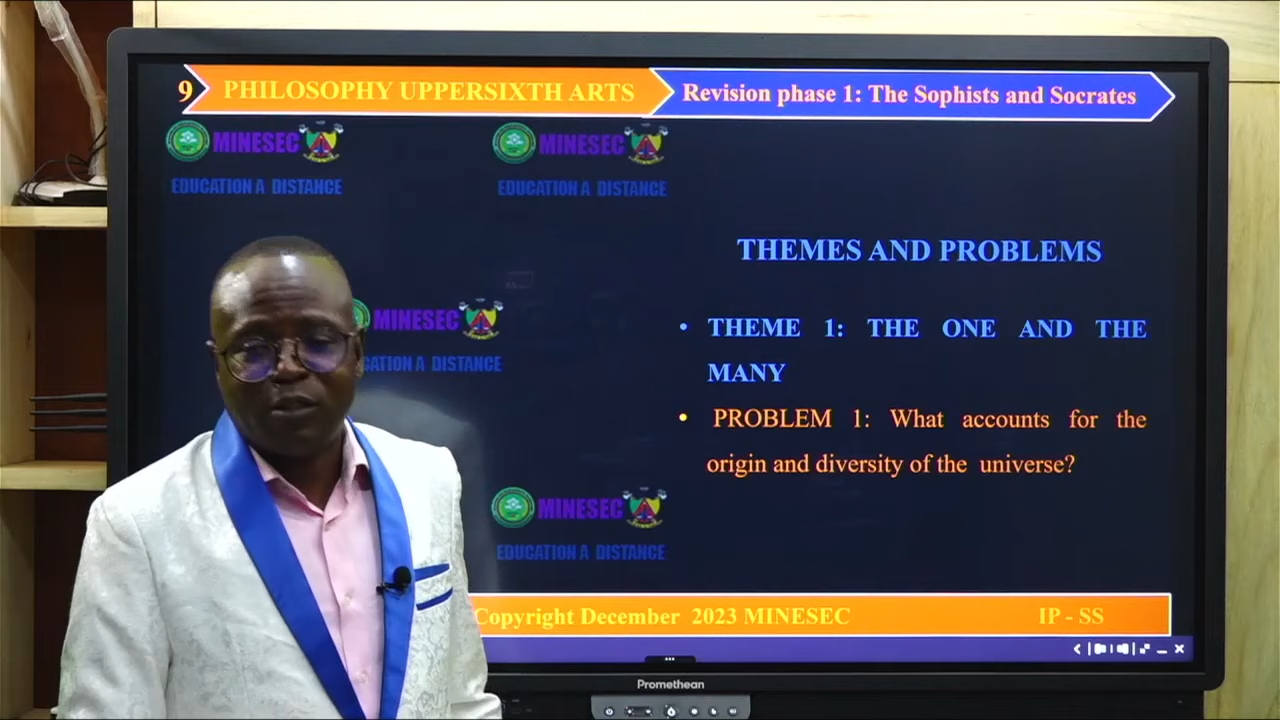 9 PHILOSOPHY UPPERSIXTH ARTS Revision phase 1: The Sophists and Socrates
MINESEC MINESEC
EDUCATION A DISTANCE EDUCATION A DISTANCE
THEMES AND PROBLEMS
MINESEC
CATION A DISTANCE
• THEME 1: THE ONE AND THE
MANY
• PROBLEM 1: What accounts for the
origin and diversity of the universe?
MINESEC
EDUCATION A DISTANCE
Copyright December 2023 MINESEC IP - SS
Promethean